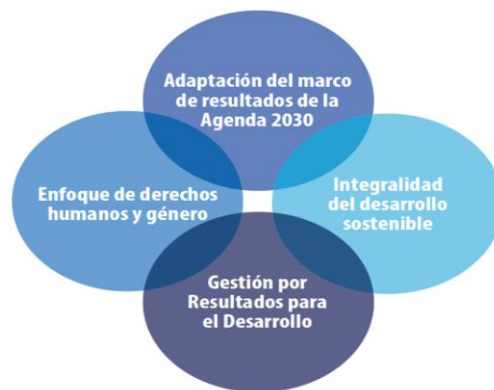 Adaptación del marco
de resultados de la
Agenda 2030
Enfoque de derechos
humanos y género
Integralidad
del desarrollo
sostenible
Gestión por
Resultados para
el Desarrollo